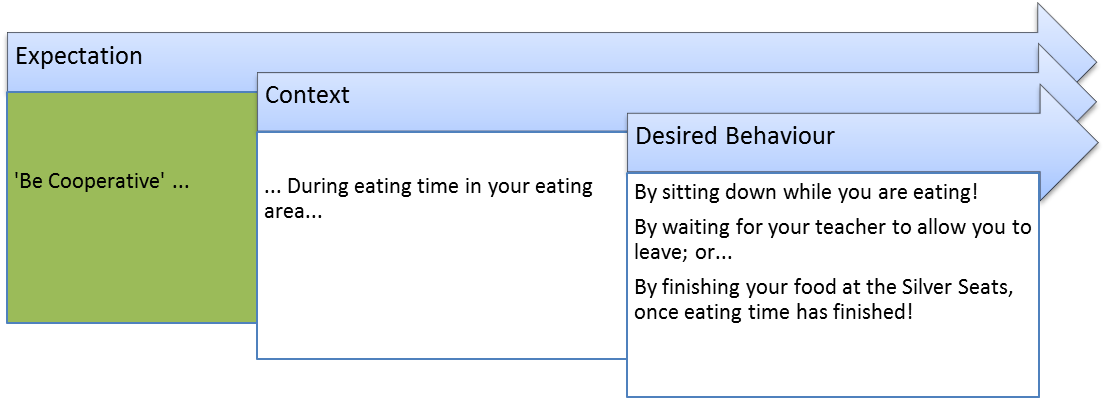 Expectation
'Be Cooperative' ...
Context
... During eating time in your eating
area...
Desired Behaviour
By sitting down while you are eating!
By waiting for your teacher to allow you to
leave; or...
By finishing your food at the Silver Seats,
once eating time has finished!